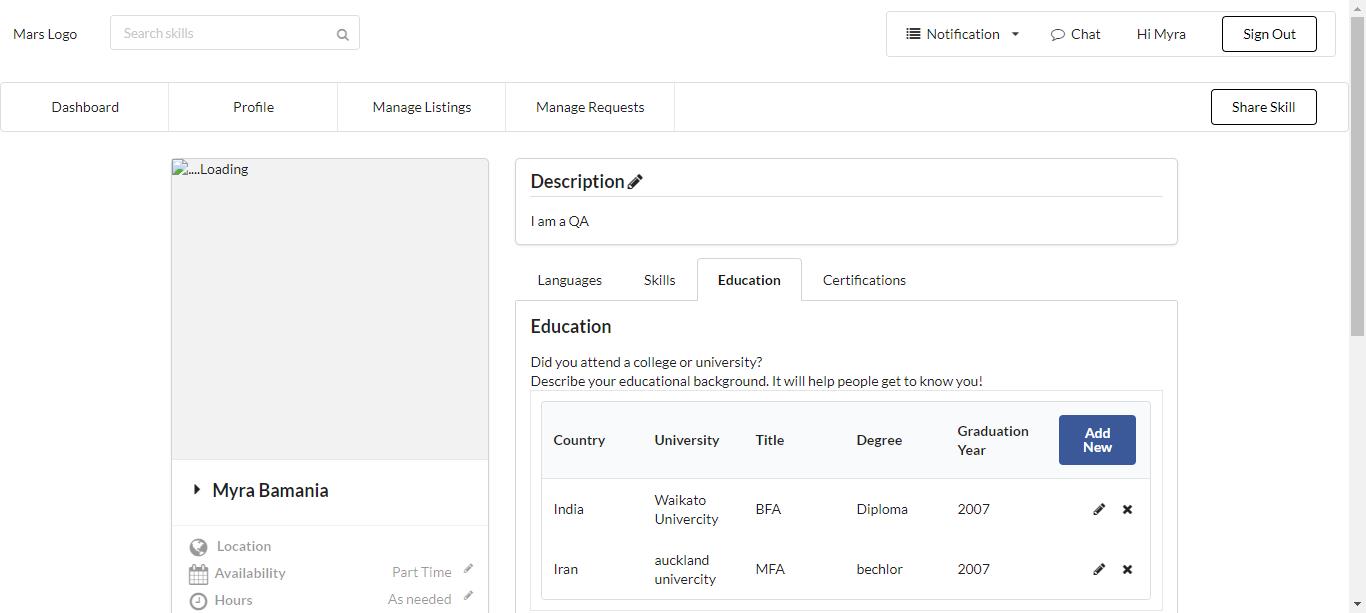 Mars Logo
Search skills
Notification
Chat
Hi Myra
Sign Out
Dashboard
Profile
Manage Listings
Manage Requests
Share Skill
....Loading
Myra Bamania
Location
Availability
Part Time
Hours
As needed
Description
I am a QA
Languages
Skills
Education
Certifications
Education
Did you attend a college or university?
Describe your educational background. It will help people get to know you!
Country University Title Degree Graduation Year
Add New
India Waikato Univercity BFA Diploma 2007
Iran auckland univercity MFA bechlor 2007